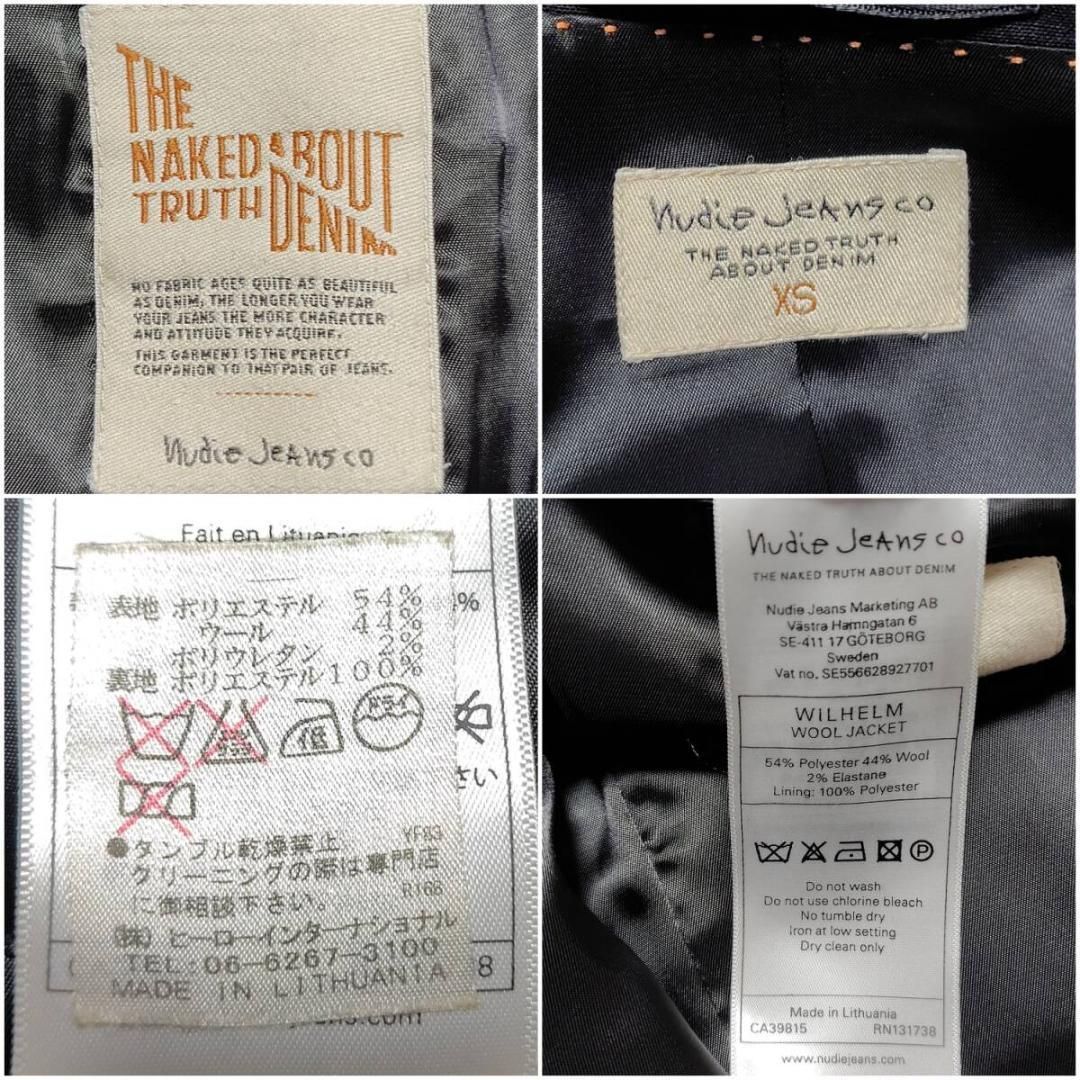 THE
NAKED ABOUT
TRUTH DENIM
NO FABRIC AGES QUITE AS BEAUTIFUL
AS DENIM, THE LONGER YOU WEAR
YOUR JEANS THE MORE CHARACTER
AND ATTITUDE THEY ACQUIRE.
THIS GARMENT IS THE PERFECT
COMPANION TO THAT PAIR OF JEANS.
Nudie Jeans co
Nudie Jeans co
THE NAKED TRUTH
ABOUT DENIM
XS
Fait en Lithuanie
表地 ポリエステル 54%
ウール 44%
ポリウレタン 2%
裏地 ポリエステル 100%
低 ドライ
さい
●タンブル乾燥禁止 YF83
クリーニングの際は専門店
ご御相談下さい。 R168
(株) ヒーローインターナショナル
TEL:06-6267-3100
MADE IN LITHUANIA
8
Nudie Jeans co
THE NAKED TRUTH ABOUT DENIM
Nudie Jeans Marketing AB
Västra Hamngatan 6
SE-411 17 GÖTEBORG
Sweden
Vat no. SE556628927701
WILHELM
WOOL JACKET
54% Polyester 44% Wool
2% Elastane
Lining: 100% Polyester
P
Do not wash
Do not use chlorine bleach
No tumble dry
Iron at low setting
Dry clean only
Made in Lithuania
CA39815 RN131738
www.nudiejeans.com